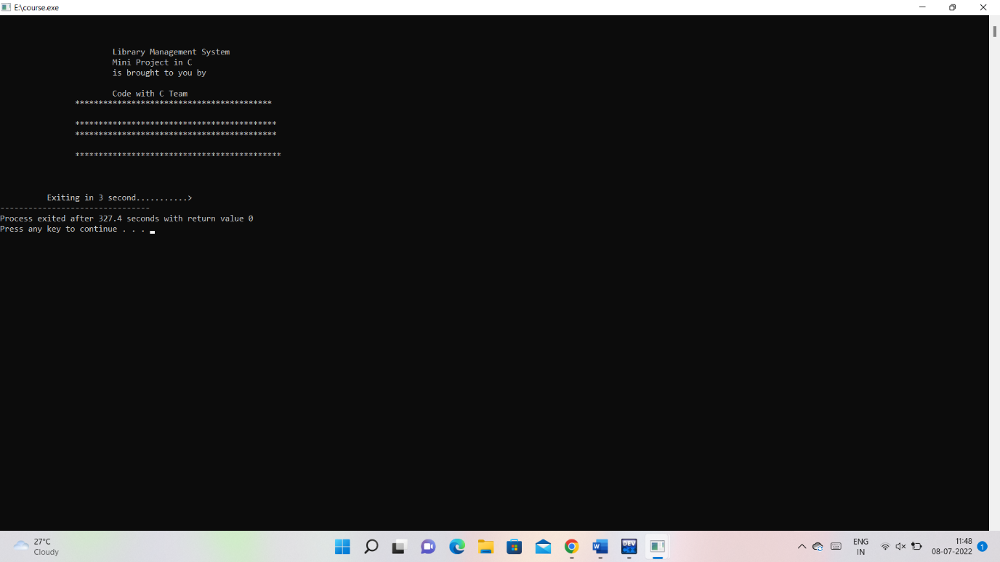 E:\course.exe
Library Management System
Mini Project in C
is brought to you by
Code with C Team
******************************************
*******************************************
*******************************************
********************************************
Exiting in 3 second...........>
--------------------------------
Process exited after 327.4 seconds with return value 0
Press any key to continue . . .
27°C
Cloudy
W
DEV
C++
ENG
IN
11:48
08-07-2022
1